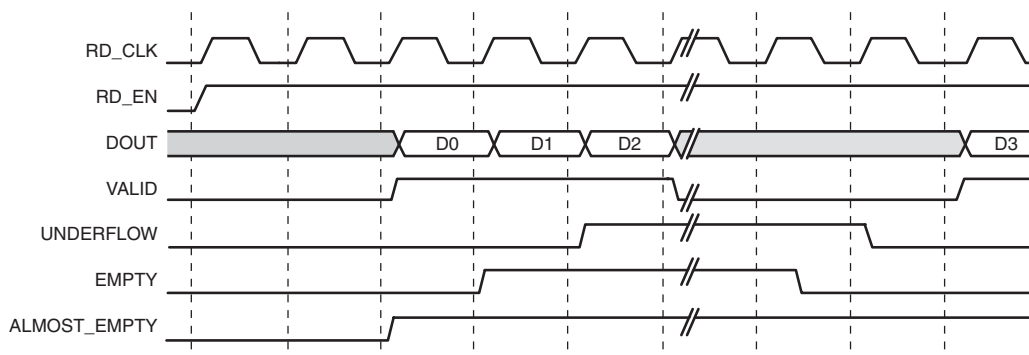 RD_CLK
RD_EN
DOUT D0 D1 D2 D3
VALID
UNDERFLOW
EMPTY
ALMOST_EMPTY